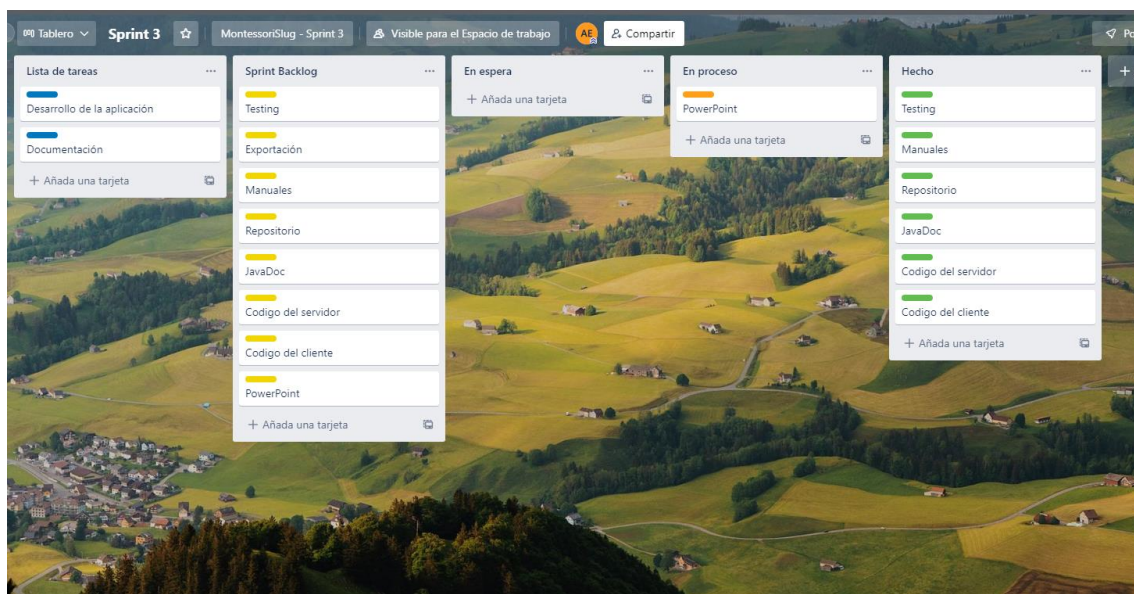 Tablero
Sprint 3
MontessoriSlug - Sprint 3
Visible para el Espacio de trabajo
AE
Compartir
Lista de tareas
Desarrollo de la aplicación
Documentación
+ Añada una tarjeta
Sprint Backlog
Testing
Exportación
Manuales
Repositorio
JavaDoc
Codigo del servidor
Codigo del cliente
PowerPoint
+ Añada una tarjeta
En espera
+ Añada una tarjeta
En proceso
PowerPoint
+ Añada una tarjeta
Hecho
Testing
Manuales
Repositorio
JavaDoc
Codigo del servidor
Codigo del cliente
+ Añada una tarjeta